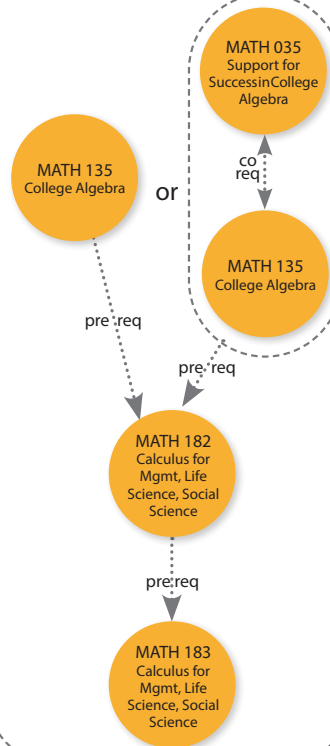 MATH 035
Support for
SuccessinCollege
Algebra
co
req
MATH 135
College Algebra
or
MATH 135
College Algebra
pre req
pre req
MATH 182
Calculus for
Mgmt, Life
Science, Social
Science
pre req
MATH 183
Calculus for
Mgmt, Life
Science, Social
Science